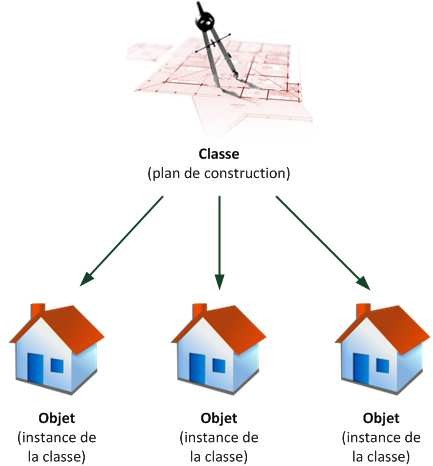 Classe
(plan de construction)
Objet
(instance de
la classe)
Objet
(instance de
la classe)
Objet
(instance de
la classe)